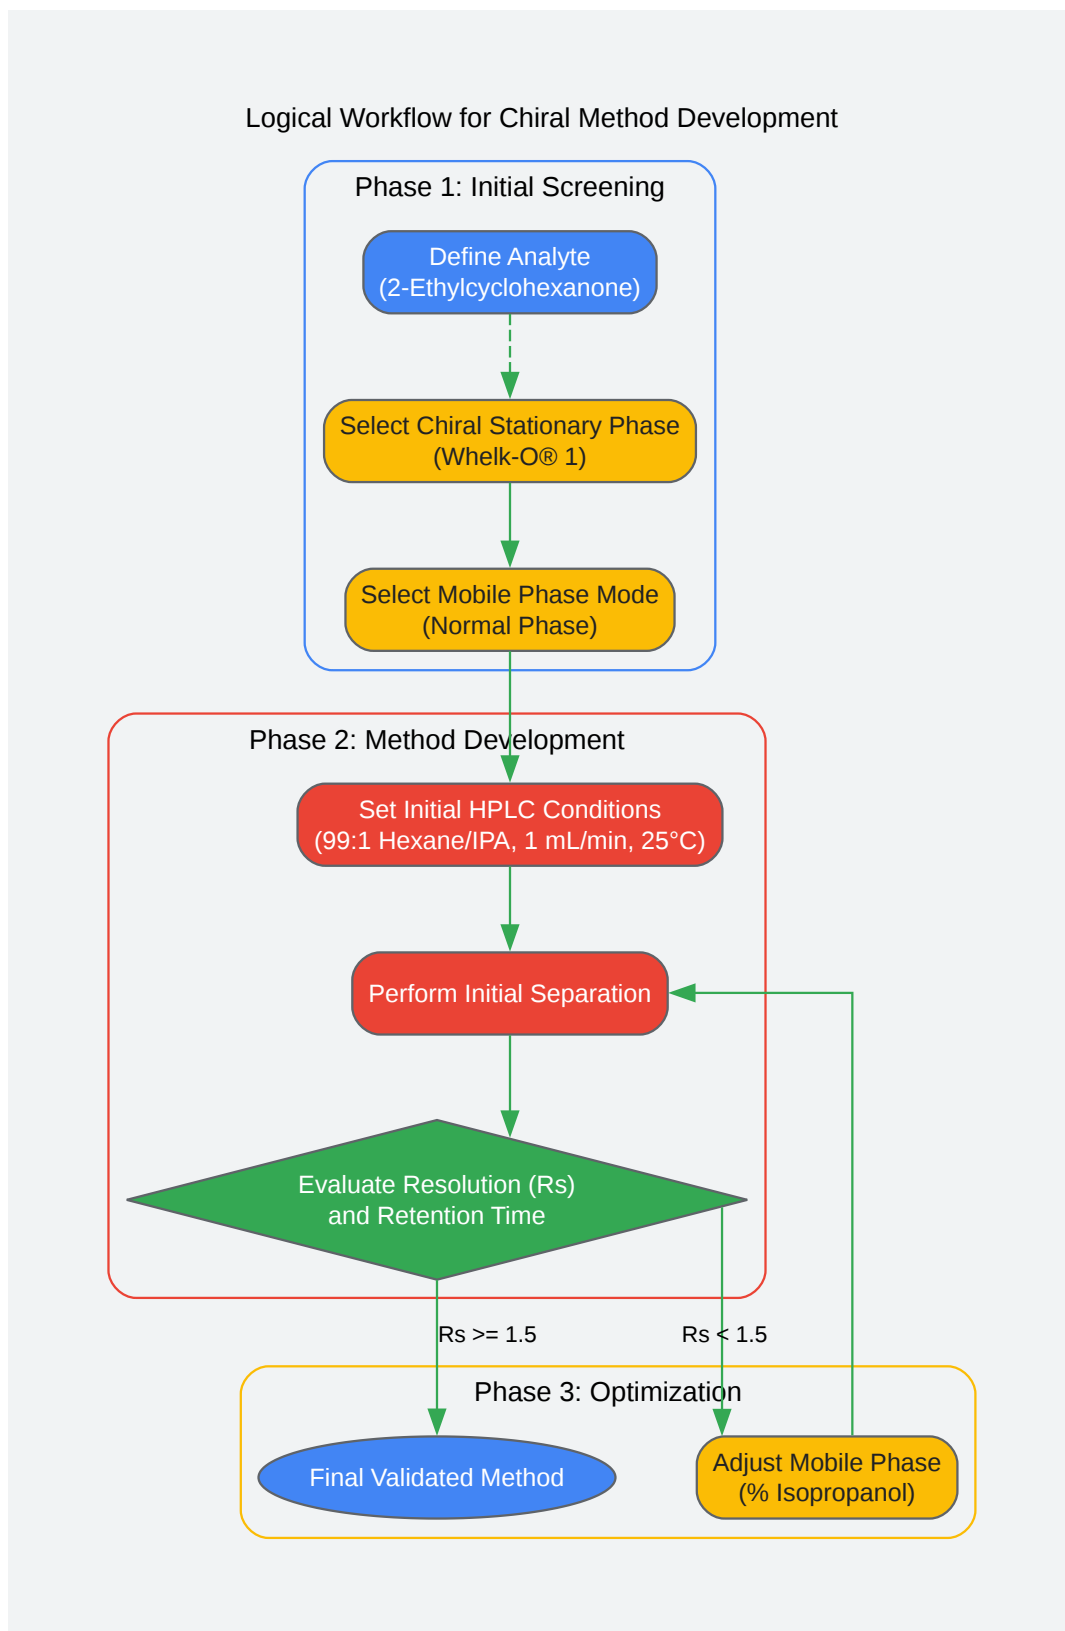 Logical Workflow for Chiral Method Development
Phase 1: Initial Screening
Define Analyte
(2-Ethylcyclohexanone)
Select Chiral Stationary Phase
(Whelk-O® 1)
Select Mobile Phase Mode
(Normal Phase)
Phase 2: Method Development
Set Initial HPLC Conditions
(99:1 Hexane/IPA, 1 mL/min, 25°C)
Perform Initial Separation
Evaluate Resolution (Rs)
and Retention Time
Rs >= 1.5
Rs < 1.5
Phase 3: Optimization
Final Validated Method
Adjust Mobile Phase
(% Isopropanol)